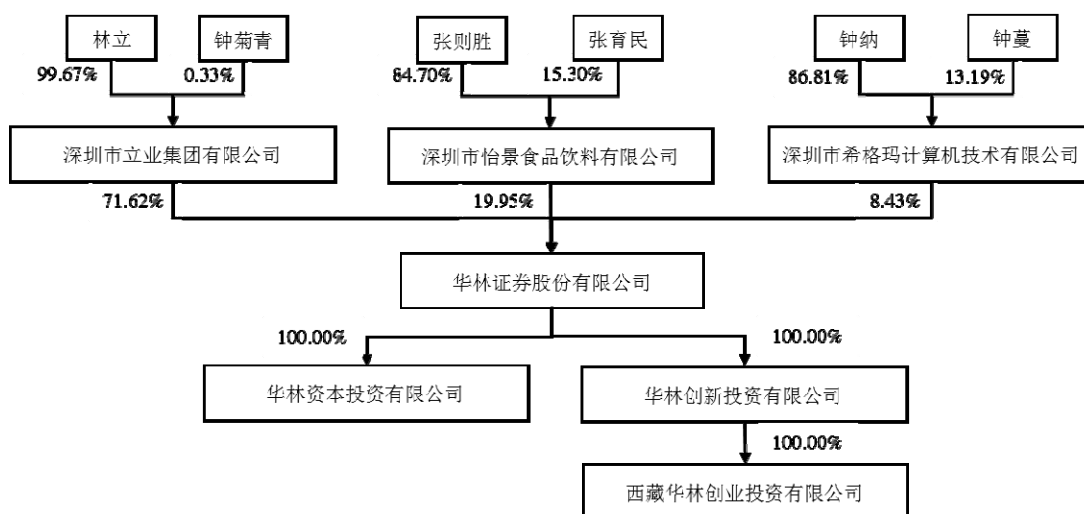 林立
钟菊青
张则胜
张育民
钟纳
钟蔓
99.67%
0.33%
84.70%
15.30%
86.81%
13.19%
深圳市立业集团有限公司
深圳市怡景食品饮料有限公司
深圳市希格玛计算机技术有限公司
71.62%
19.95%
8.43%
华林证券股份有限公司
100.00%
100.00%
华林资本投资有限公司
华林创新投资有限公司
100.00%
西藏华林创业投资有限公司